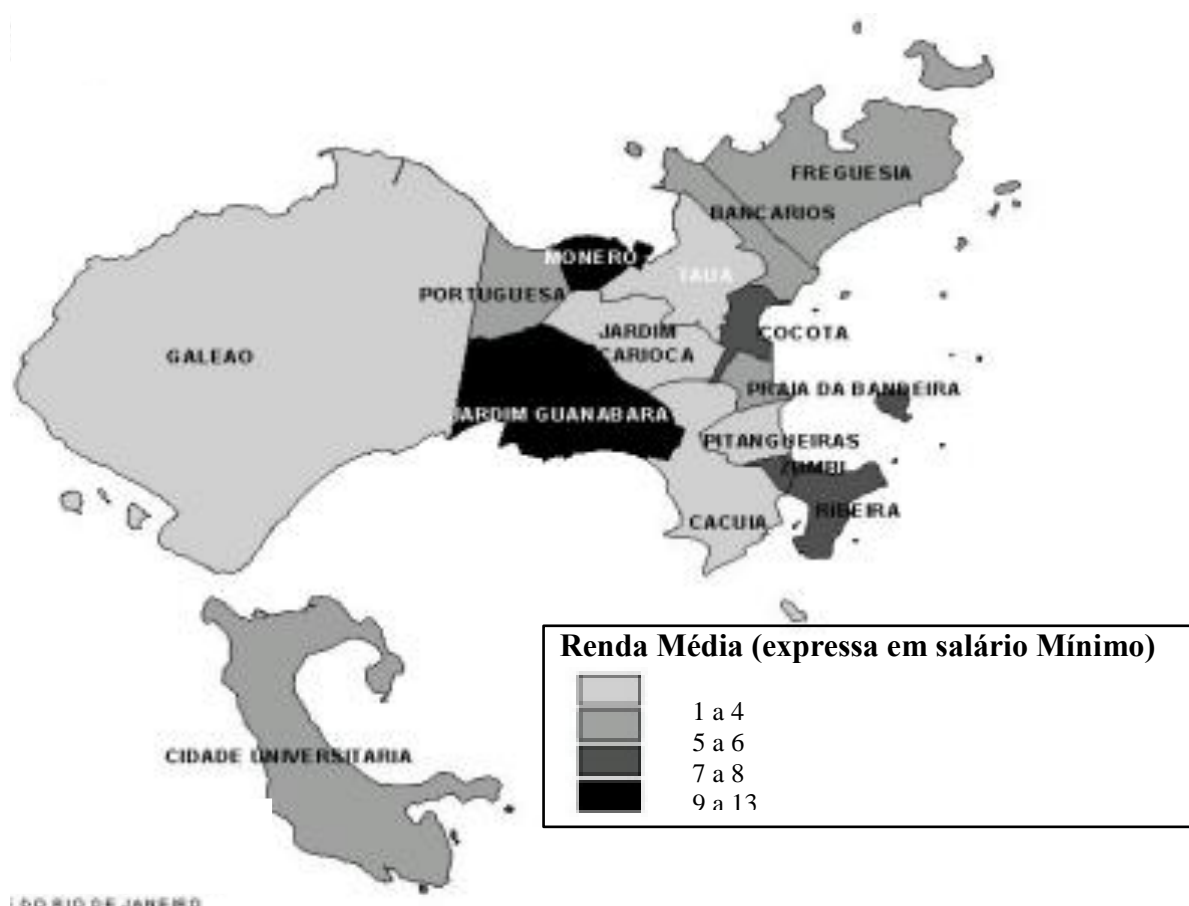 FREGUESIA
BANCARIOS
MONERO
TAUA
PORTUGUESA
JARDIM
CARIOCA
COCOTA
GALEAO
PRAIA DA BANDEIRA
JARDIM GUANABARA
PITANGUEIRAS
ZUMBI
RIBEIRA
CACUIA
CIDADE UNIVERSITARIA
Renda Média (expressa em salário Mínimo)
1 a 4
5 a 6
7 a 8
9 a 13
DO RIO DE JANEIRO